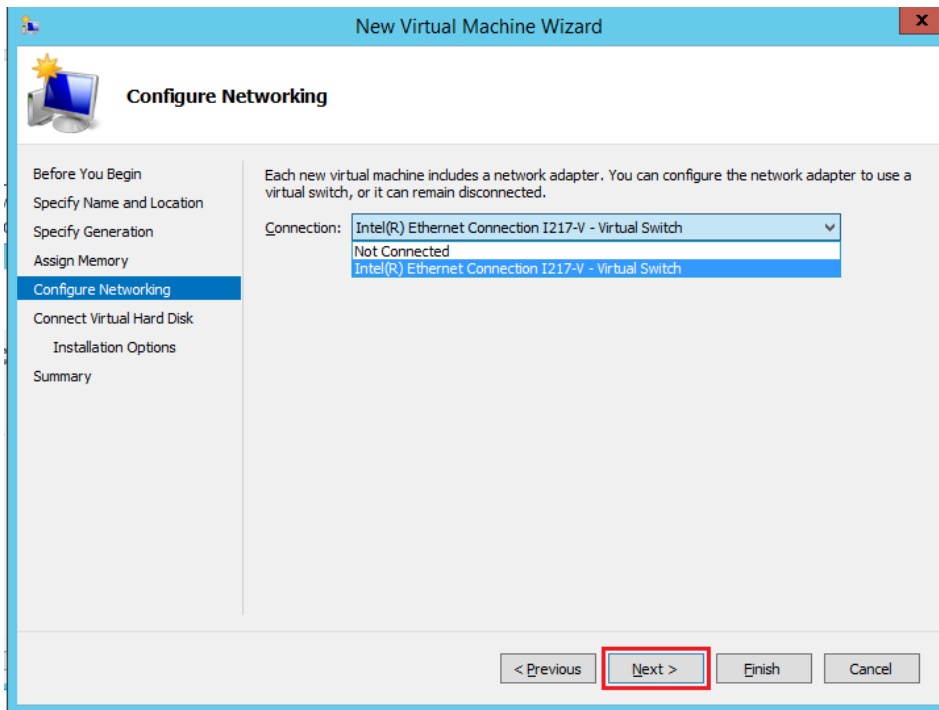 New Virtual Machine Wizard
x
Configure Networking
Before You Begin
Specify Name and Location
Specify Generation
Assign Memory
Configure Networking
Connect Virtual Hard Disk
Installation Options
Summary
Each new virtual machine includes a network adapter. You can configure the network adapter to use a
virtual switch, or it can remain disconnected.
Connection: Intel(R) Ethernet Connection I217-V - Virtual Switch
Not Connected
Intel(R) Ethernet Connection I217-V - Virtual Switch
< Previous Next > Finish Cancel